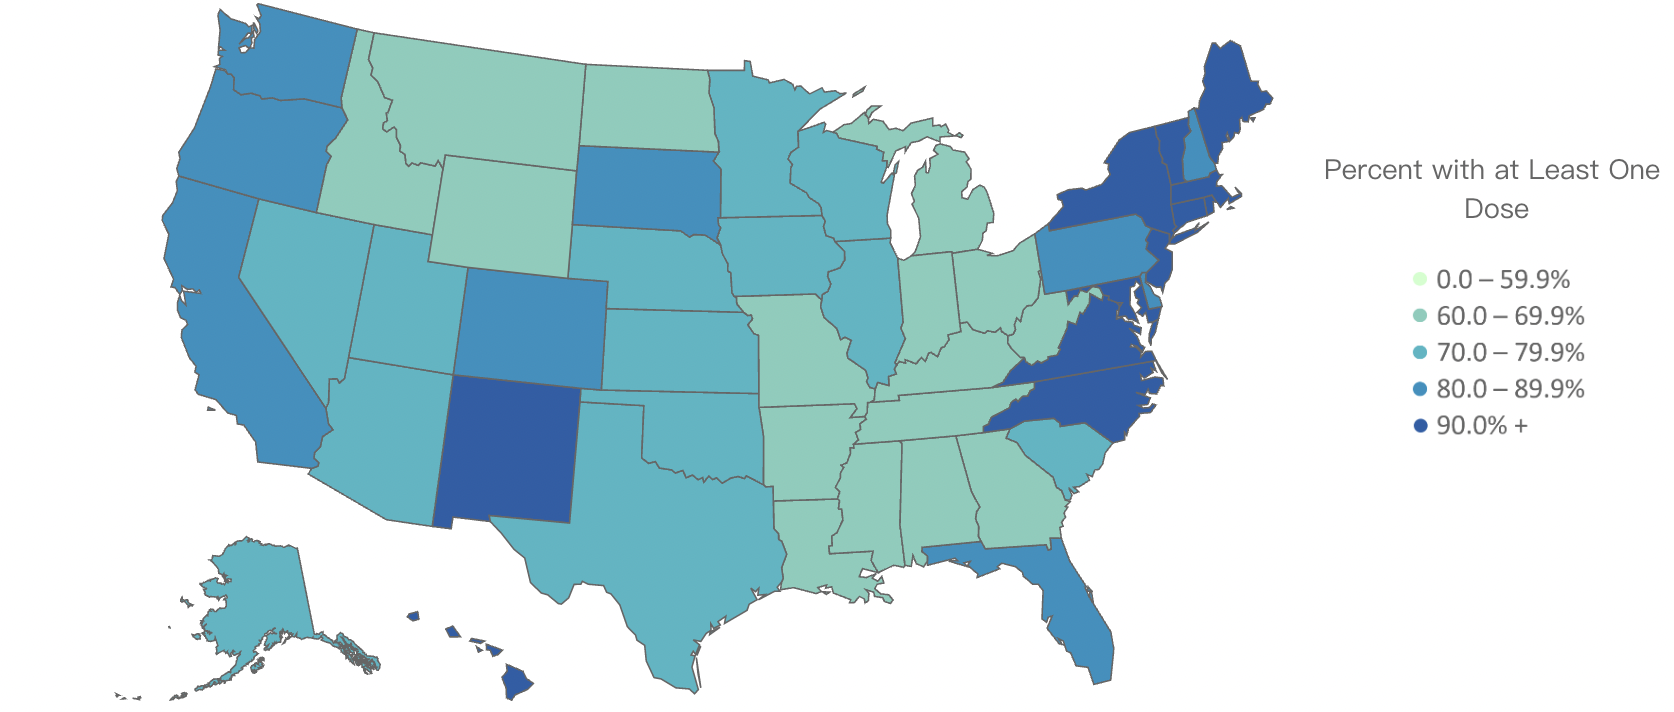 Percent with at Least One
Dose
0.0 – 59.9%
60.0 – 69.9%
70.0 – 79.9%
80.0 – 89.9%
90.0% +